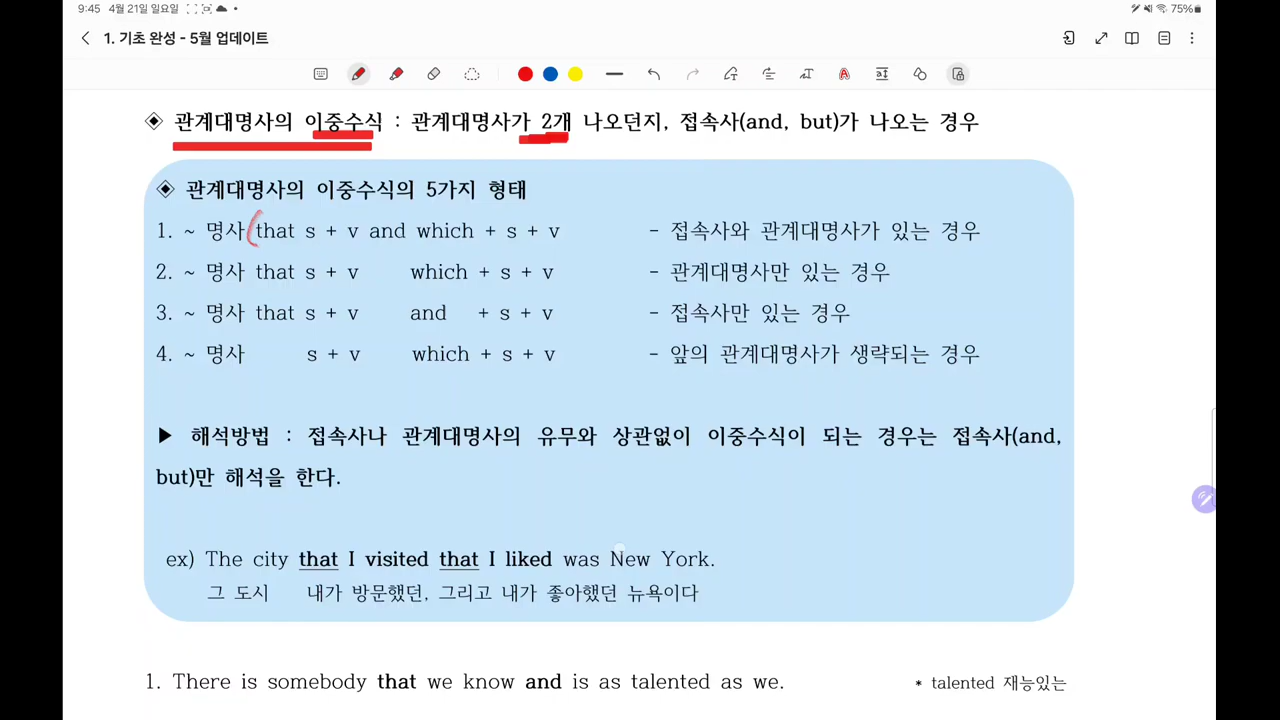 9:45 4월 21일 일요일
75%
1. 기초 완성 - 5월 업데이트
◈ 관계대명사의 이중수식 : 관계대명사가 2개 나오던지, 접속사(and, but)가 나오는 경우
◈ 관계대명사의 이중수식의 5가지 형태
1. ~ 명사 (that s + v and which + s + v - 접속사와 관계대명사가 있는 경우
2. ~ 명사 that s + v which + s + v - 관계대명사만 있는 경우
3. ~ 명사 that s + v and + s + v - 접속사만 있는 경우
4. ~ 명사 s + v which + s + v - 앞의 관계대명사가 생략되는 경우
▶ 해석방법 : 접속사나 관계대명사의 유무와 상관없이 이중수식이 되는 경우는 접속사(and,
but)만 해석을 한다.
ex) The city that I visited that I liked was New York.
그 도시 내가 방문했던, 그리고 내가 좋아했던 뉴욕이다
1. There is somebody that we know and is as talented as we. * talented 재능있는